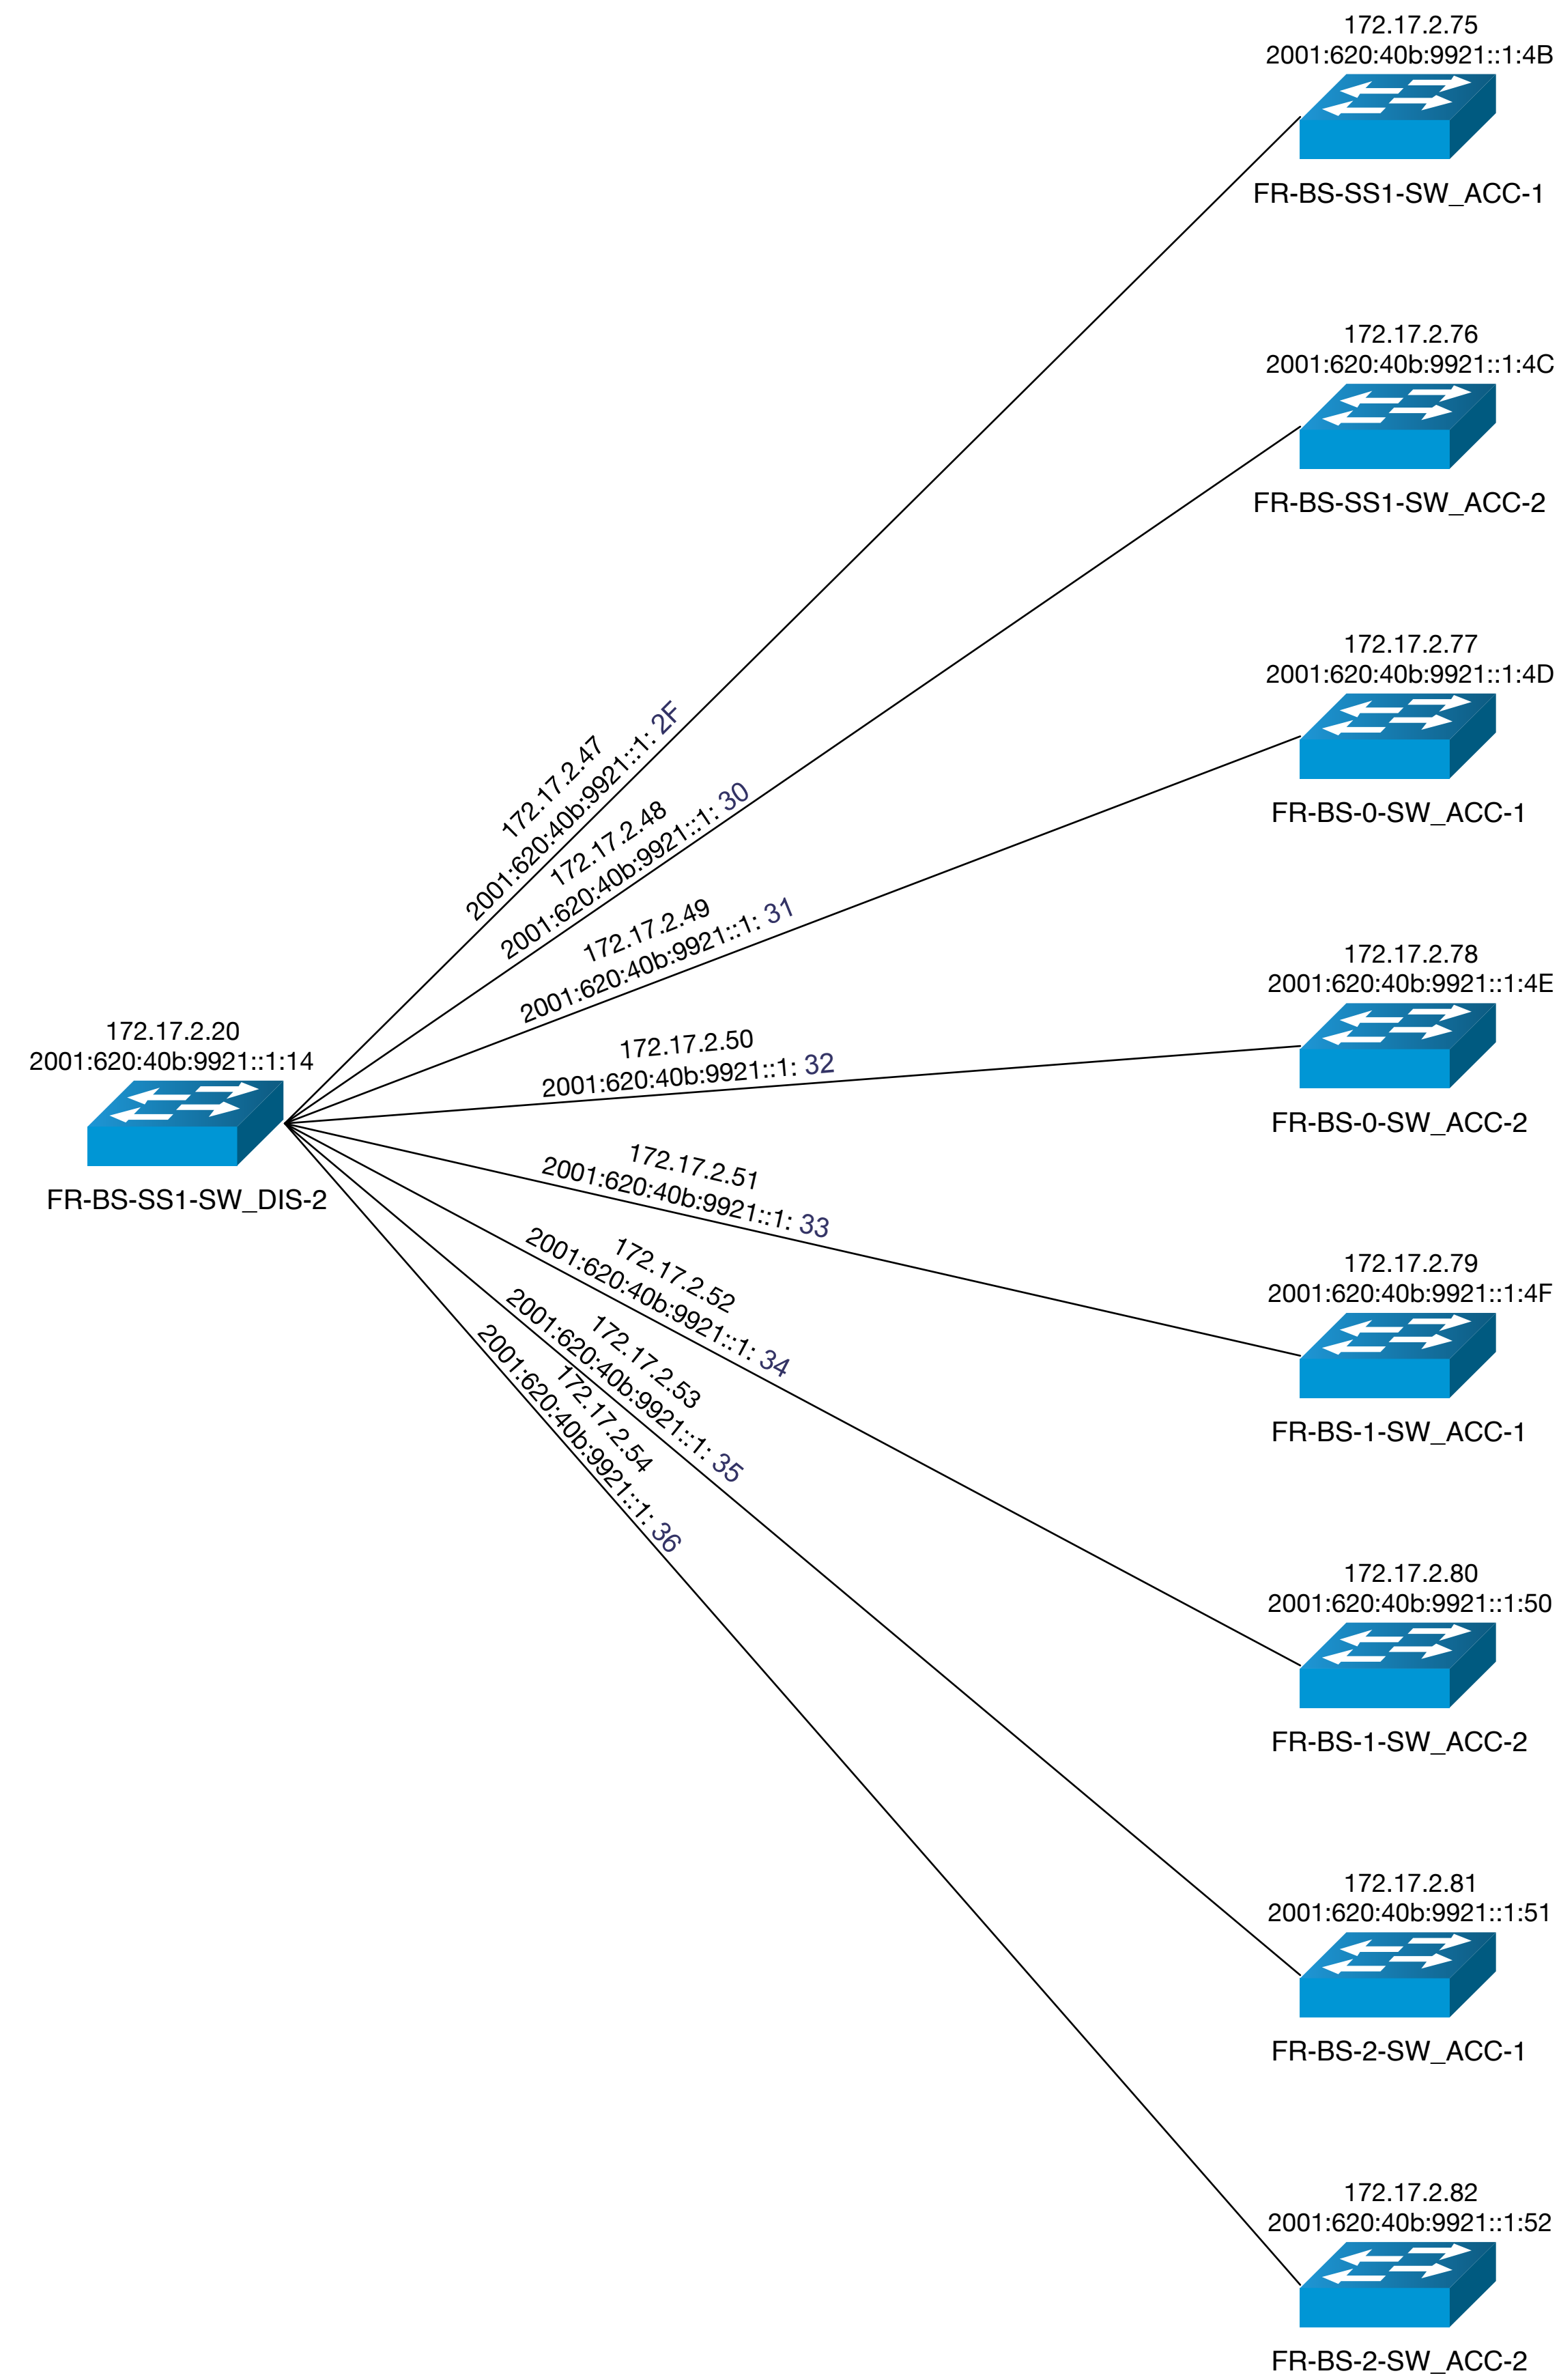 172.17.2.75
2001:620:40b:9921::1:4B
FR-BS-SS1-SW_ACC-1
172.17.2.76
2001:620:40b:9921::1:4C
FR-BS-SS1-SW_ACC-2
172.17.2.77
2001:620:40b:9921::1:4D
FR-BS-0-SW_ACC-1
172.17.2.47
2001:620:40b:9921::1: 2F
172.17.2.48
2001:620:40b:9921::1: 30
172.17.2.49
2001:620:40b:9921::1: 31
172.17.2.78
2001:620:40b:9921::1:4E
FR-BS-0-SW_ACC-2
172.17.2.20
2001:620:40b:9921::1:14
FR-BS-SS1-SW_DIS-2
172.17.2.50
2001:620:40b:9921::1: 32
172.17.2.51
2001:620:40b:9921::1: 33
172.17.2.52
2001:620:40b:9921::1: 34
172.17.2.53
2001:620:40b:9921::1: 35
172.17.2.54
2001:620:40b:9921::1: 36
172.17.2.79
2001:620:40b:9921::1:4F
FR-BS-1-SW_ACC-1
172.17.2.80
2001:620:40b:9921::1:50
FR-BS-1-SW_ACC-2
172.17.2.81
2001:620:40b:9921::1:51
FR-BS-2-SW_ACC-1
172.17.2.82
2001:620:40b:9921::1:52
FR-BS-2-SW_ACC-2